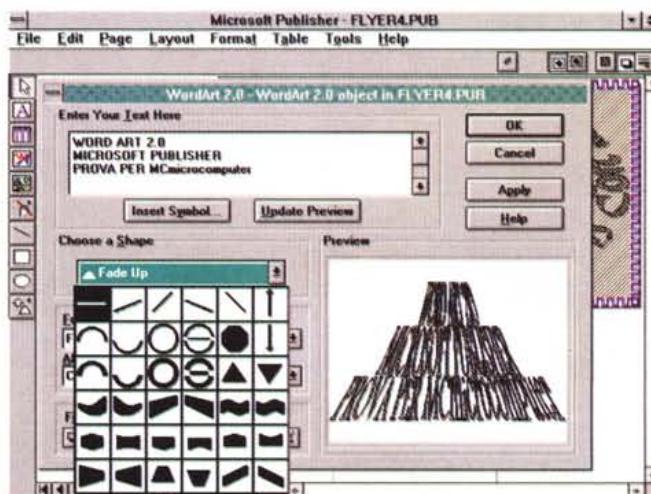 Microsoft Publisher - FLYER4.PUB
File Edit Page Layout Format Table Tools Help
WordArt 2.0 - WordArt 2.0 object in FLYER4.PUB
Enter Your Text Here
WORD ART 2.0
MICROSOFT PUBLISHER
PROVA PER MCmicrocomputer
OK
Cancel
Insert Symbol...
Update Preview
Apply
Help
Choose a Shape
Preview
Fade Up